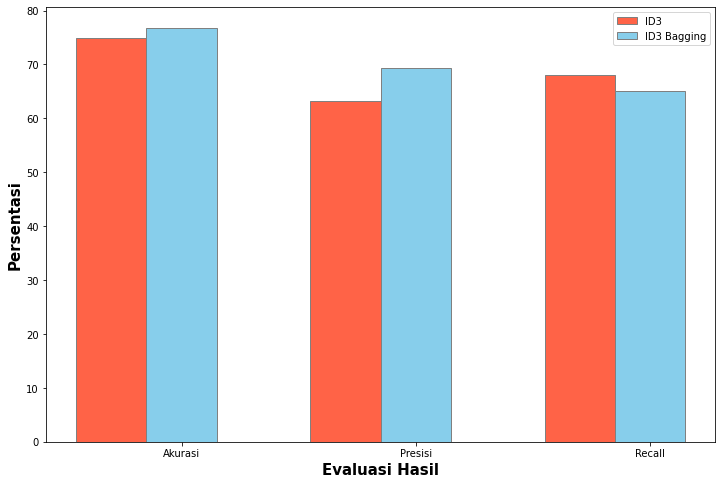 80
70
60
50
40
30
20
10
0
Persentasi
ID3
ID3 Bagging
Akurasi
Presisi
Recall
Evaluasi Hasil